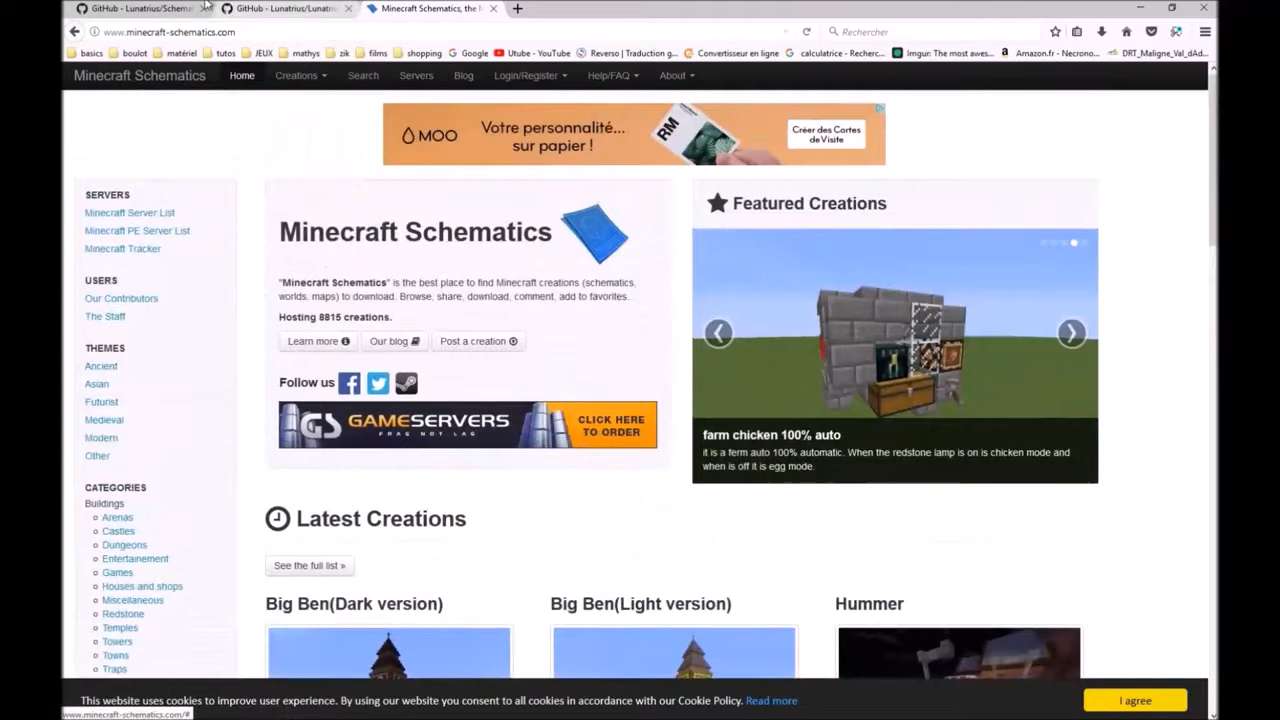 GitHub - Lunatrius/Schema
GitHub - Lunatrius/Lunatri
Minecraft Schematics, the M
www.minecraft-schematics.com
Rechercher
basics
boulot
matériel
tutos
JEUX
mathys
zik
films
shopping
Google
Utube - YouTube
Reverso | Traduction g...
Convertisseur en ligne
calculatrice - Recherc...
Imgur: The most awe...
Amazon.fr - Necrono...
DRT_Maligne_Val_dAd...
Minecraft Schematics
Home
Creations
Search
Servers
Blog
Login/Register
Help/FAQ
About
MOO
Votre personnalité...
sur papier !
RM
Créer des Cartes
de Visite
SERVERS
Minecraft Server List
Minecraft PE Server List
Minecraft Tracker
USERS
Our Contributors
The Staff
THEMES
Ancient
Asian
Futurist
Medieval
Modern
Other
CATEGORIES
Buildings
Arenas
Castles
Dungeons
Entertainement
Games
Houses and shops
Miscellaneous
Redstone
Temples
Towers
Towns
Traps
Minecraft Schematics
"Minecraft Schematics" is the best place to find Minecraft creations (schematics,
worlds, maps) to download. Browse, share, download, comment, add to favorites...
Hosting 8815 creations.
Learn more
Our blog
Post a creation
Follow us
GS GAMESERVERS
FRAG NOT LAG
CLICK HERE
TO ORDER
Featured Creations
farm chicken 100% auto
it is a ferm auto 100% automatic. When the redstone lamp is on is chicken mode and
when is off it is egg mode.
Latest Creations
See the full list »
Big Ben(Dark version)
Big Ben(Light version)
Hummer
This website uses cookies to improve user experience. By using our website you consent to all cookies in accordance with our Cookie Policy. Read more
I agree
www.minecraft-schematics.com/#